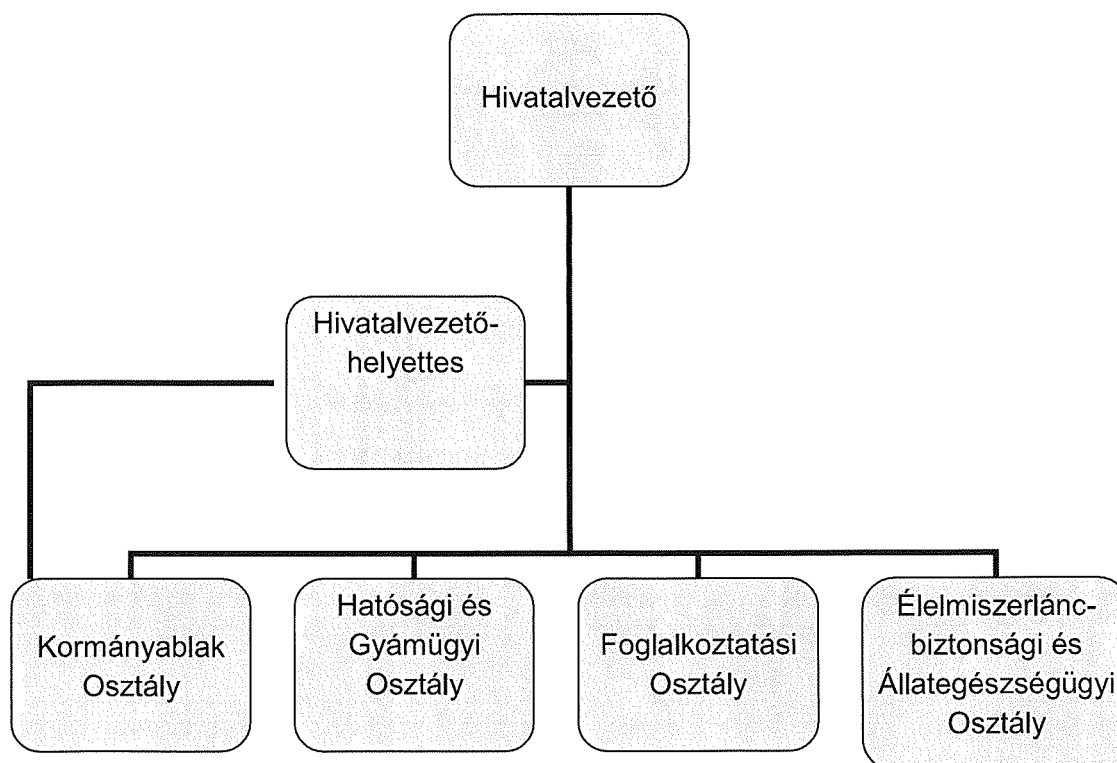 Hivatalvezető
Hivatalvezető-
helyettes
Kormányablak
Osztály
Hatósági és
Gyámügyi
Osztály
Foglalkoztatási
Osztály
Élelmiszerlánc-
biztonsági és
Állategészségügyi
Osztály